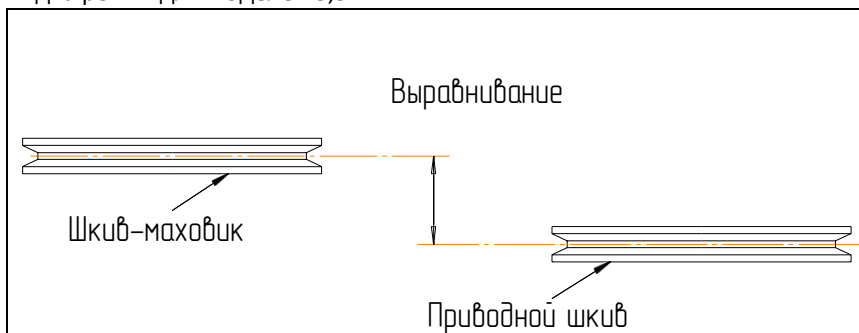 Выравнивание
Шкив-маховик
Приводной шкив